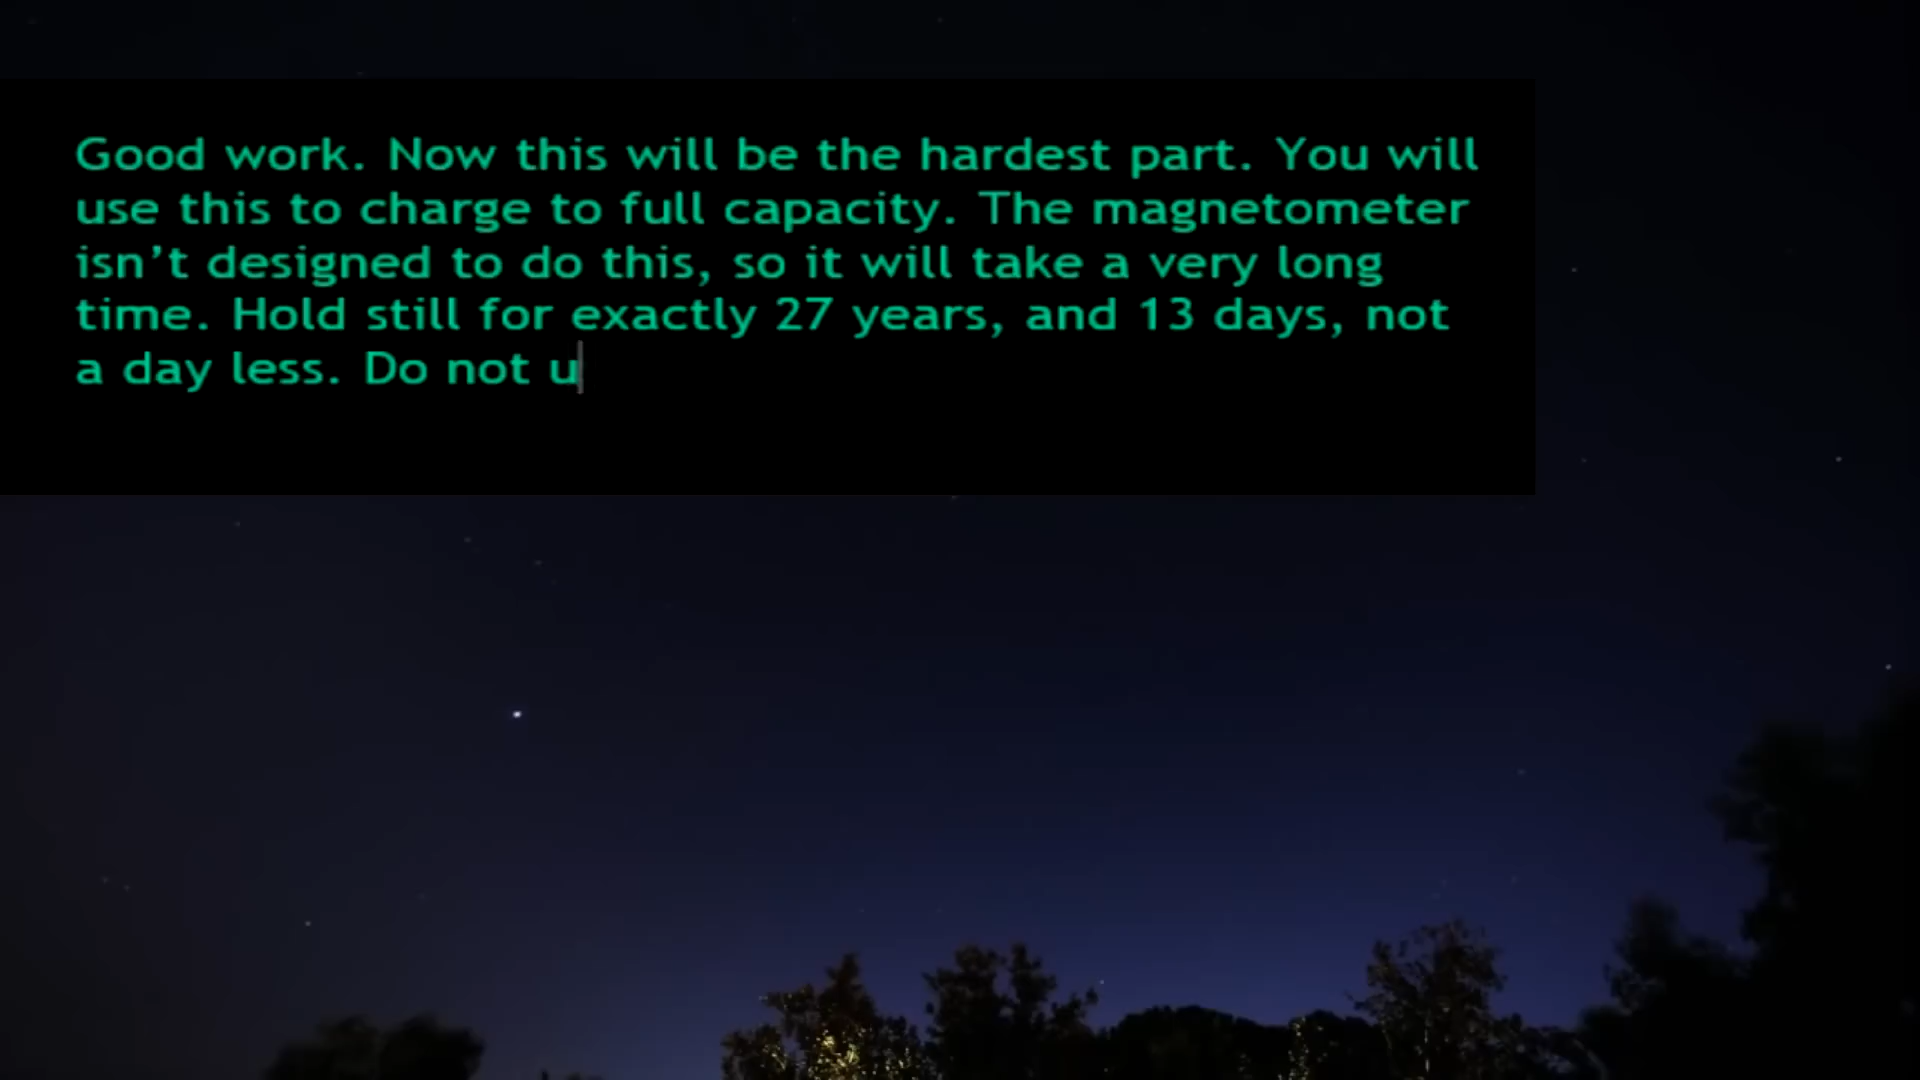 Good work. Now this will be the hardest part. You will
use this to charge to full capacity. The magnetometer
isn’t designed to do this, so it will take a very long
time. Hold still for exactly 27 years, and 13 days, not
a day less. Do not u